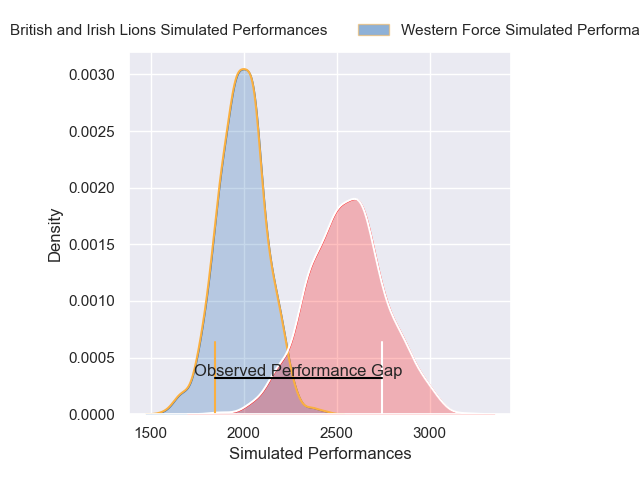 British and Irish Lions Simulated Performances
Western Force Simulated Performa
0.0030
0.0025
0.0020
0.0015
0.0010
0.0005
0.0000
Density
Observed Performance Gap
1500 2000 2500 3000
Simulated Performances